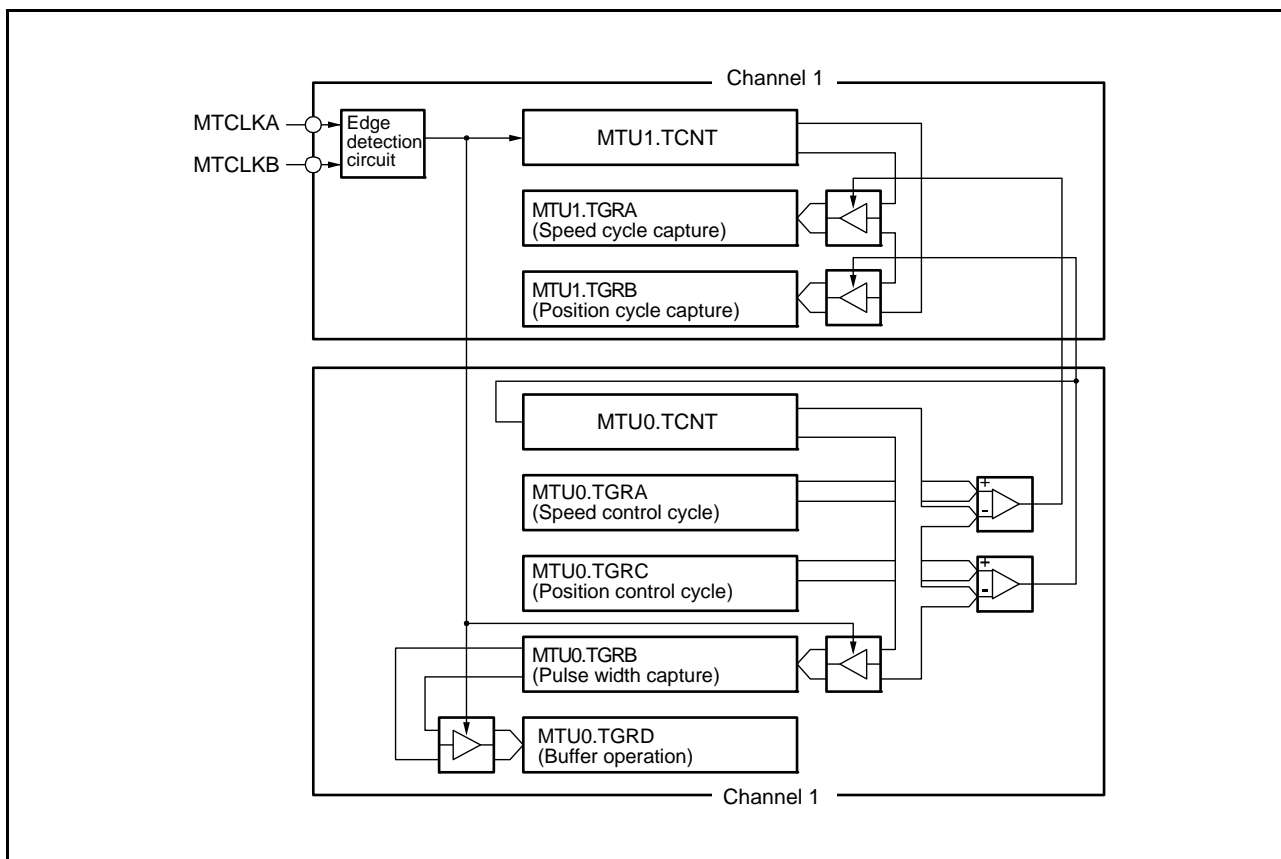 Channel 1
MTCLKA
MTCLKB
Edge
detection
circuit
MTU1.TCNT
MTU1.TGRA
(Speed cycle capture)
MTU1.TGRB
(Position cycle capture)
MTU0.TCNT
MTU0.TGRA
(Speed control cycle)
+
-
MTU0.TGRC
(Position control cycle)
+
-
MTU0.TGRB
(Pulse width capture)
MTU0.TGRD
(Buffer operation)
Channel 1